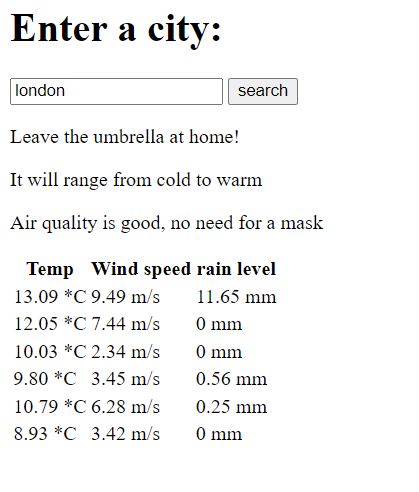 Enter a city:
london search
Leave the umbrella at home!
It will range from cold to warm
Air quality is good, no need for a mask
Temp Wind speed rain level
13.09 *C 9.49 m/s 11.65 mm
12.05 *C 7.44 m/s 0 mm
10.03 *C 2.34 m/s 0 mm
9.80 *C 3.45 m/s 0.56 mm
10.79 *C 6.28 m/s 0.25 mm
8.93 *C 3.42 m/s 0 mm